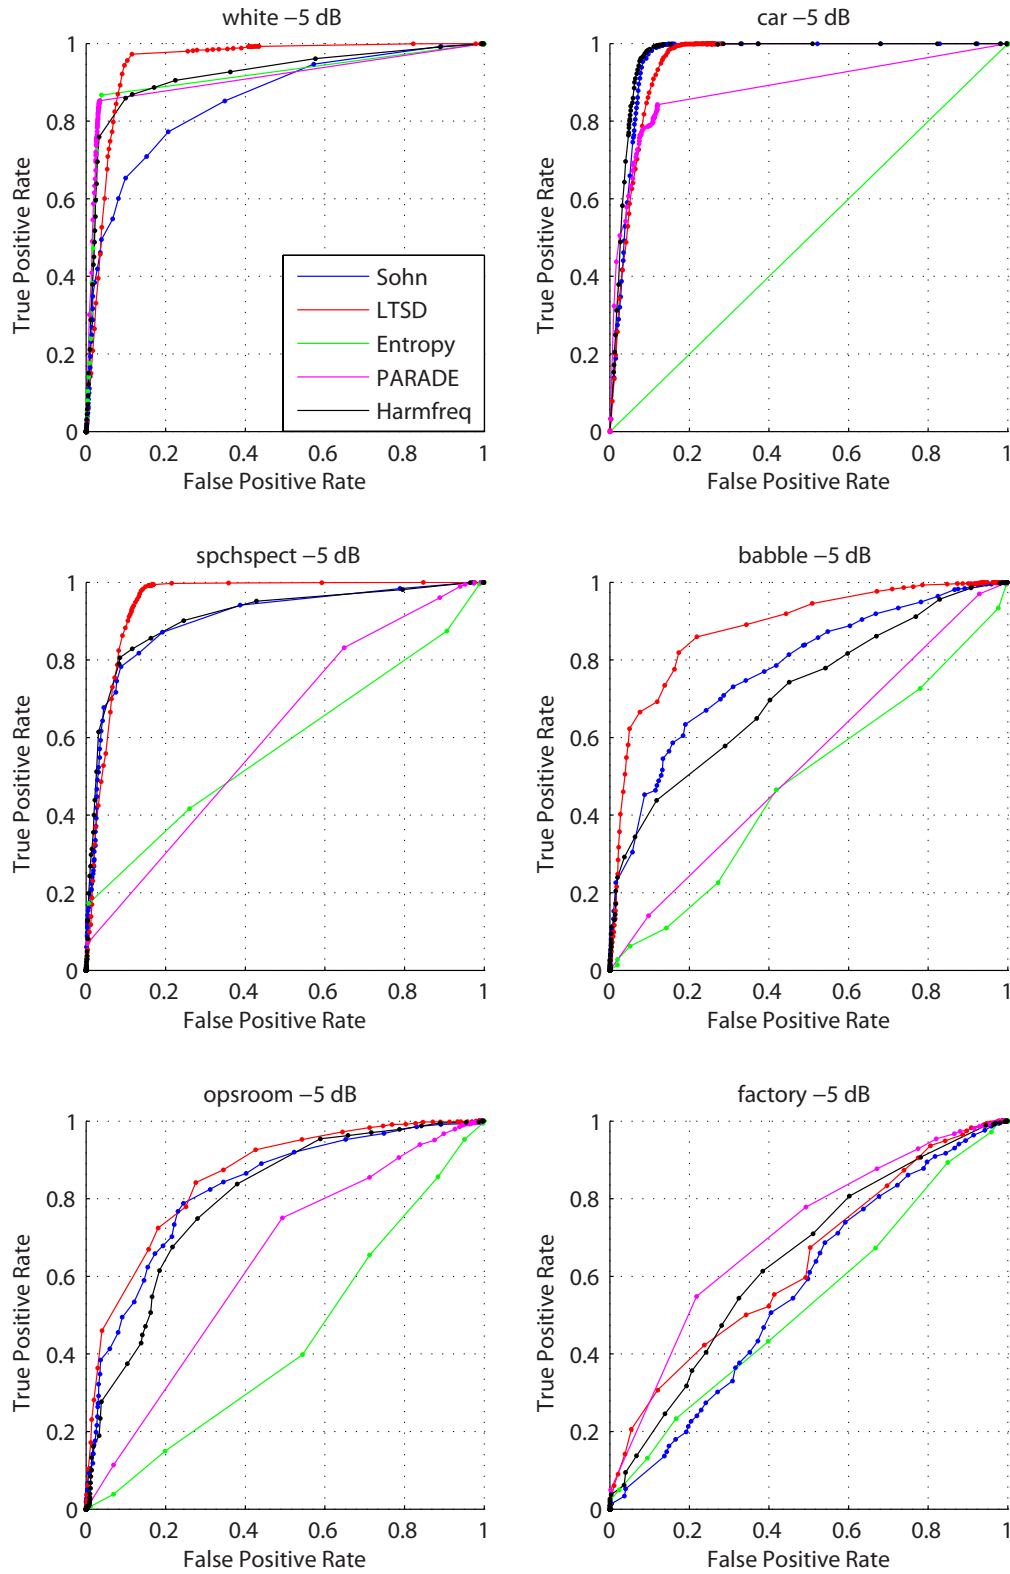 white −5 dB
1
0.8
0.6
0.4
0.2
0
True Positive Rate
Sohn
LTSD
Entropy
PARADE
Harmfreq
0 0.2 0.4 0.6 0.8 1
False Positive Rate
car −5 dB
1
0.8
0.6
0.4
0.2
0
True Positive Rate
0 0.2 0.4 0.6 0.8 1
False Positive Rate
spchspect −5 dB
1
0.8
0.6
0.4
0.2
0
True Positive Rate
0 0.2 0.4 0.6 0.8 1
False Positive Rate
babble −5 dB
1
0.8
0.6
0.4
0.2
0
True Positive Rate
0 0.2 0.4 0.6 0.8 1
False Positive Rate
opsroom −5 dB
1
0.8
0.6
0.4
0.2
0
True Positive Rate
0 0.2 0.4 0.6 0.8 1
False Positive Rate
factory −5 dB
1
0.8
0.6
0.4
0.2
0
True Positive Rate
0 0.2 0.4 0.6 0.8 1
False Positive Rate